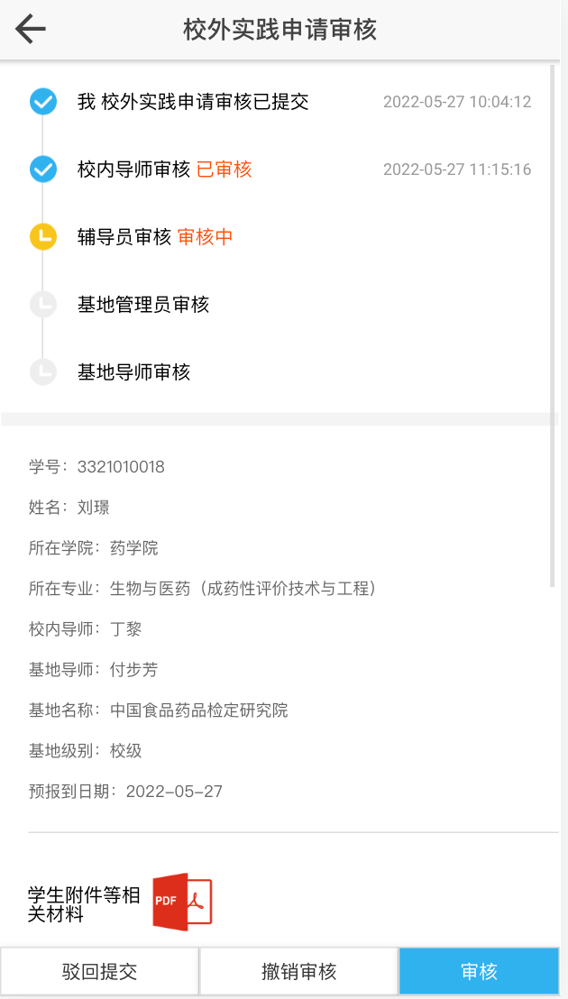 校外实践申请审核
我 校外实践申请审核已提交 2022-05-27 10:04:12
校内导师审核 已审核 2022-05-27 11:15:16
辅导员审核 审核中
基地管理员审核
基地导师审核
学号：3321010018
姓名：刘璟
所在学院：药学院
所在专业：生物与医药（成药性评价技术与工程）
校内导师：丁黎
基地导师：付步芳
基地名称：中国食品药品检定研究院
基地级别：校级
预报到日期：2022-05-27
学生附件等相
关材料
PDF
驳回提交 撤销审核 审核